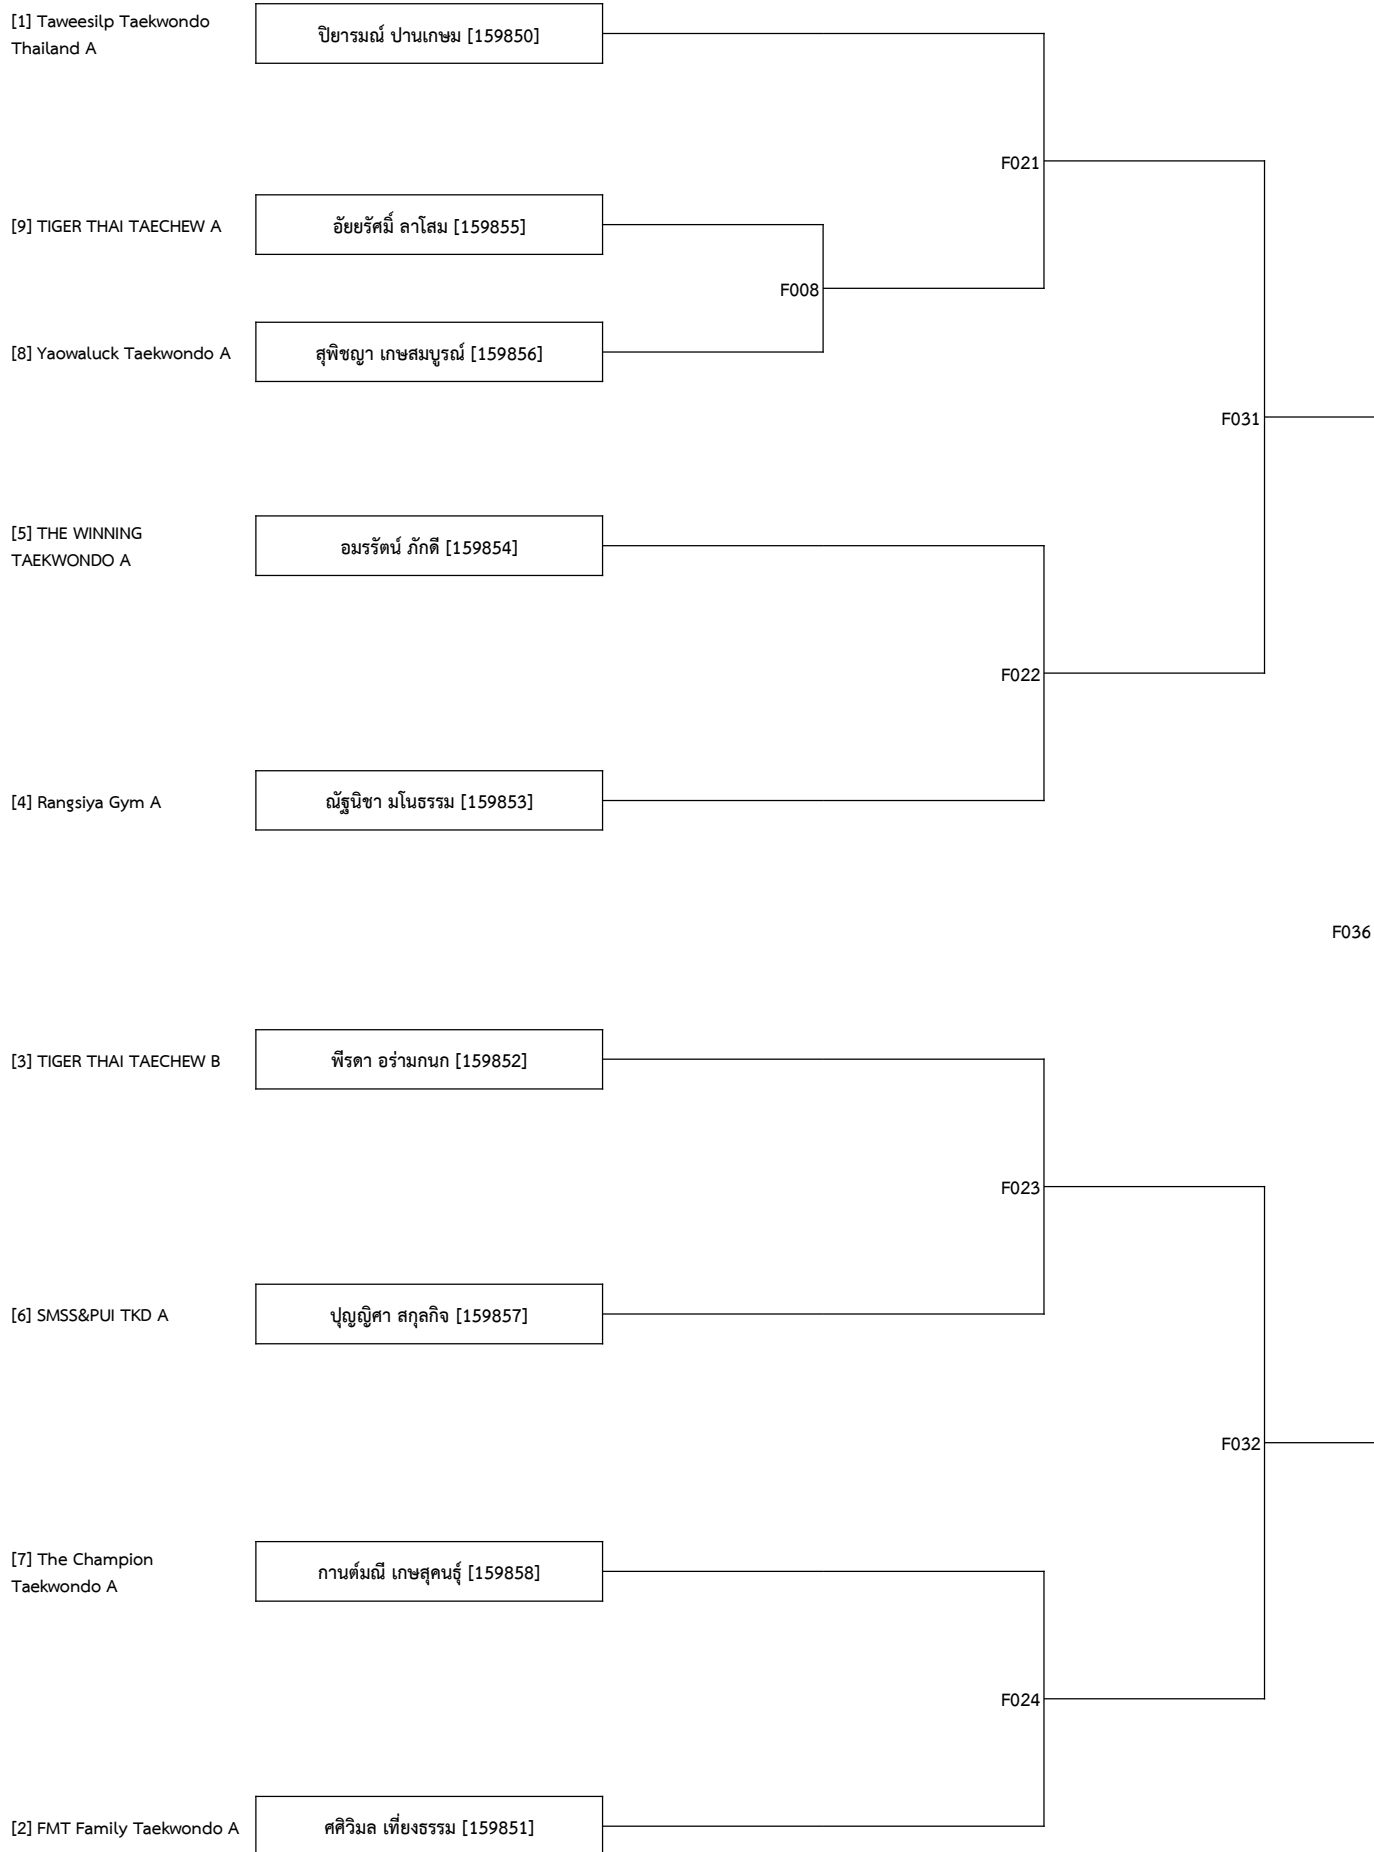 [1] Taweesilp Taekwondo
Thailand A
ปิยารมณ์ ปานเกษม [159850]
F021
[9] TIGER THAI TAECHEW A
อัยยรัศมิ์ ลาโสม [159855]
F008
[8] Yaowaluck Taekwondo A
สุพิชญา เกษสมบูรณ์ [159856]
F031
[5] THE WINNING
TAEKWONDO A
อมรรัตน์ ภักดี [159854]
F022
[4] Rangsiya Gym A
ณัฐนิชา มโนธรรม [159853]
F036
[3] TIGER THAI TAECHEW B
พีรดา อร่ามกนก [159852]
F023
[6] SMSS&PUI TKD A
ปุญญิศา สกุลกิจ [159857]
F032
[7] The Champion
Taekwondo A
กานต์มณี เกษสุคนธุ์ [159858]
F024
[2] FMT Family Taekwondo A
ศศิวิมล เที่ยงธรรม [159851]